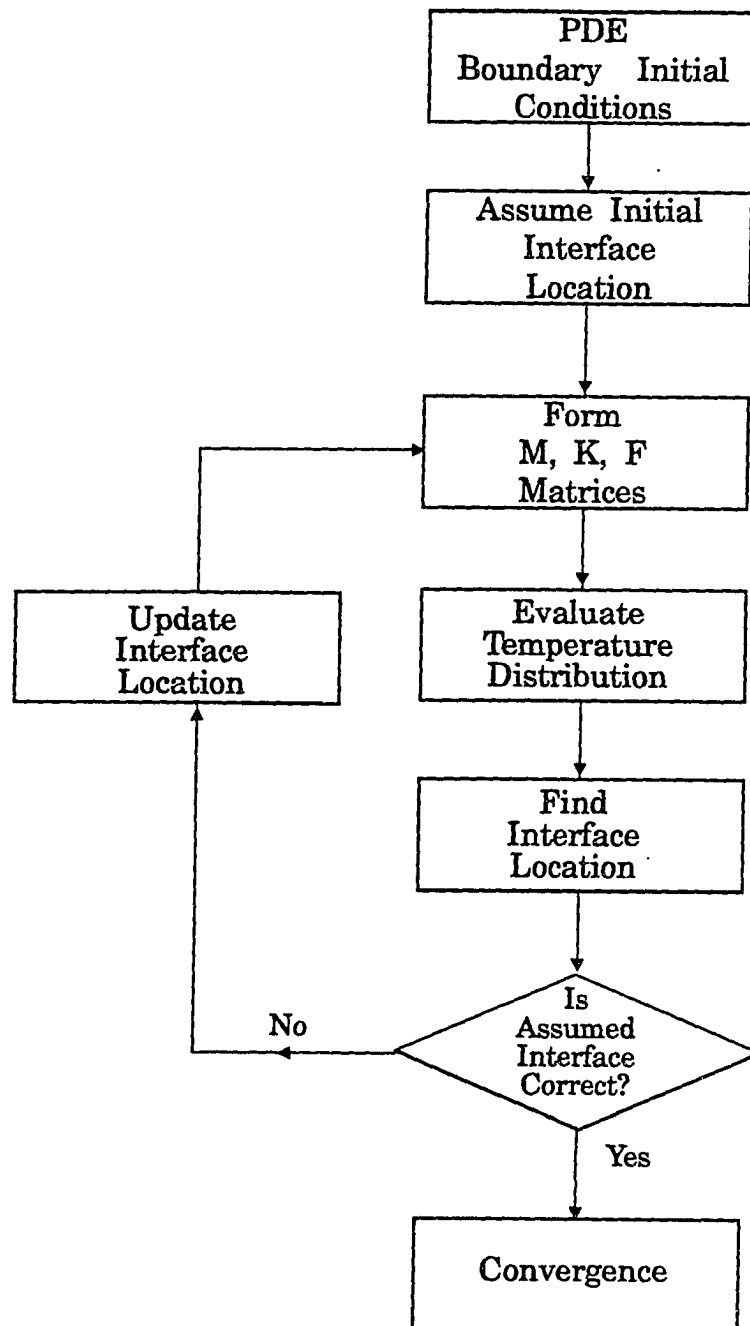 PDE
Boundary Initial
Conditions
Assume Initial
Interface
Location
Form
M, K, F
Matrices
Update
Interface
Location
Evaluate
Temperature
Distribution
Find
Interface
Location
Is
Assumed
Interface
Correct?
No
Yes
Convergence